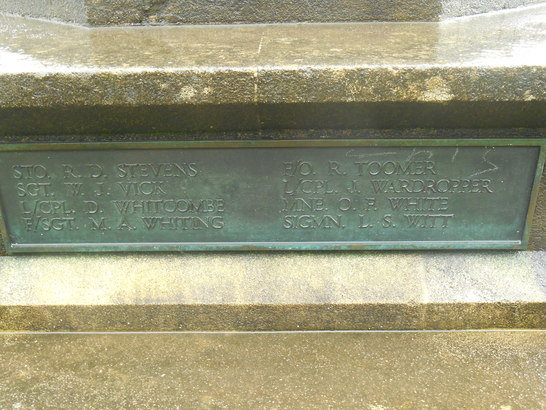 STO. R. D. STEVENS
SGT. W. J. VICK
L/CPL. D. WHITCOMBE
F/SGT. M. A. WHITING
F/O. R. TOOMER
L/CPL. J. WARDROPPER
MNE. O. F. WHITE
SIGMN. L. S. WITT